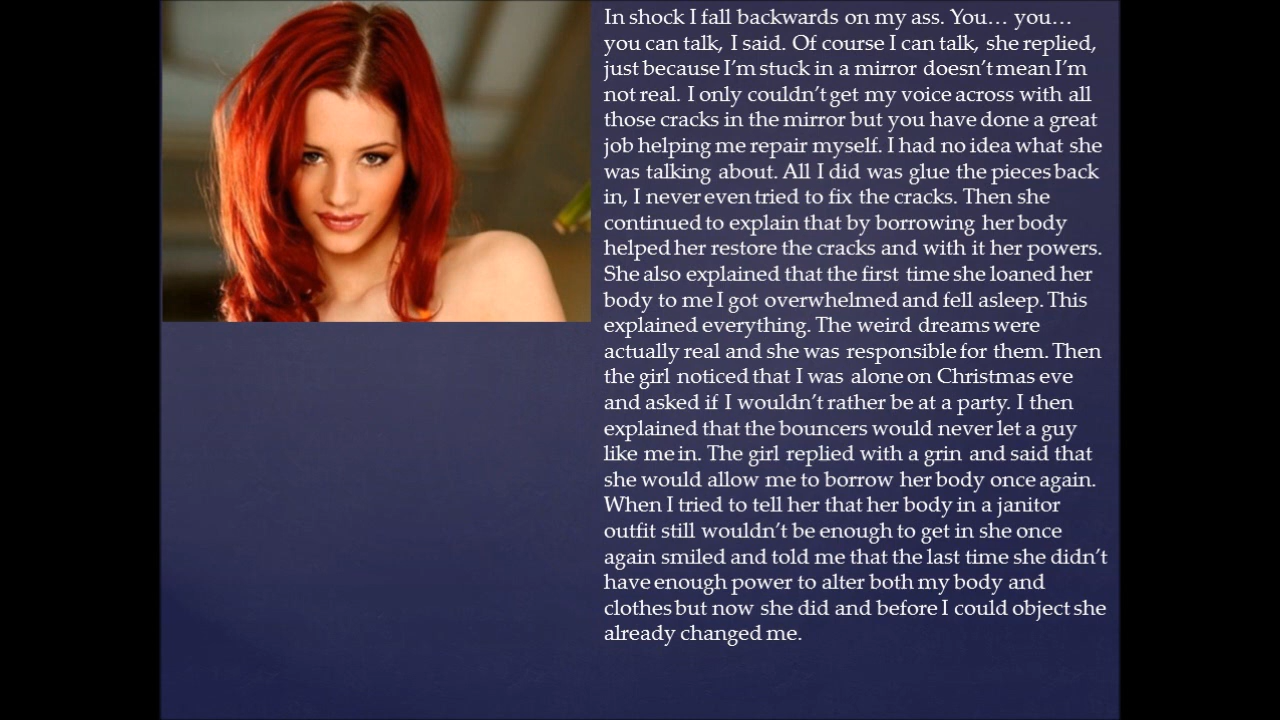 In shock I fall backwards on my ass. You… you…
you can talk, I said. Of course I can talk, she replied,
just because I’m stuck in a mirror doesn’t mean I’m
not real. I only couldn’t get my voice across with all
those cracks in the mirror but you have done a great
job helping me repair myself. I had no idea what she
was talking about. All I did was glue the pieces back
in, I never even tried to fix the cracks. Then she
continued to explain that by borrowing her body
helped her restore the cracks and with it her powers.
She also explained that the first time she loaned her
body to me I got overwhelmed and fell asleep. This
explained everything. The weird dreams were
actually real and she was responsible for them. Then
the girl noticed that I was alone on Christmas eve
and asked if I wouldn’t rather be at a party. I then
explained that the bouncers would never let a guy
like me in. The girl replied with a grin and said that
she would allow me to borrow her body once again.
When I tried to tell her that her body in a janitor
outfit still wouldn’t be enough to get in she once
again smiled and told me that the last time she didn’t
have enough power to alter both my body and
clothes but now she did and before I could object she
already changed me.